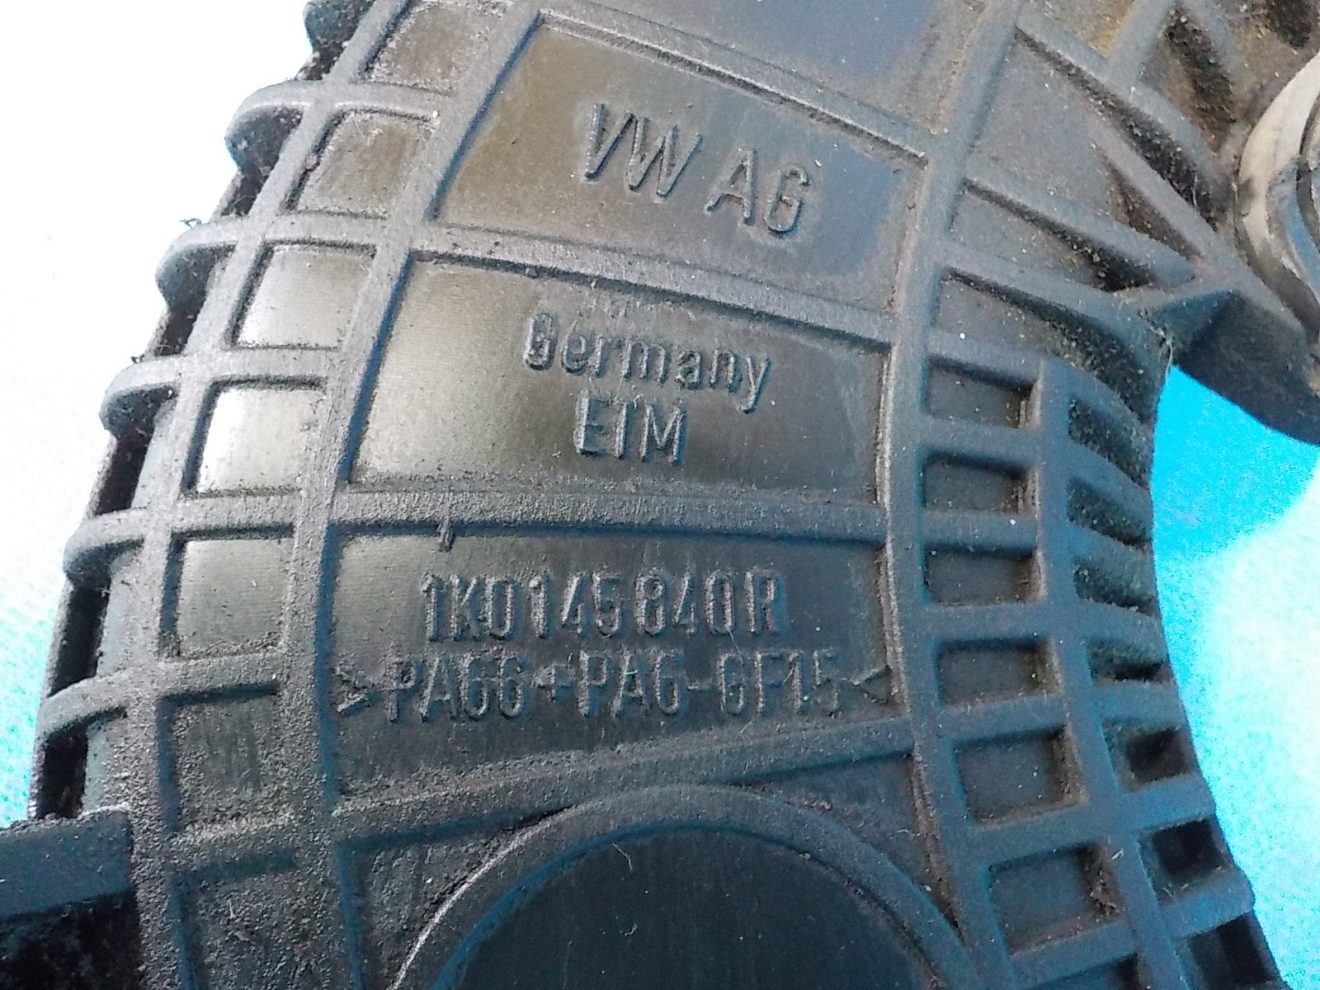 VW AG
Germany
ETM
1K0145840R
>PA66+PA6-GF15<